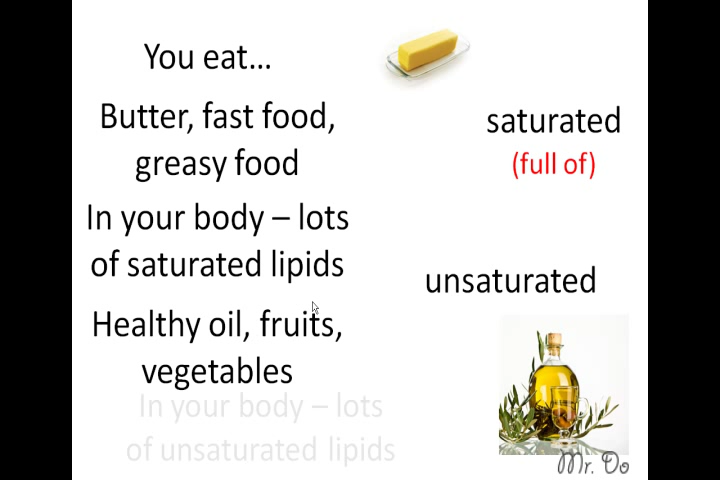 You eat...
Butter, fast food,
greasy food
In your body – lots
of saturated lipids
Healthy oil, fruits,
vegetables
In your body – lots
of unsaturated lipids
saturated
(full of)
unsaturated
Mr. Do